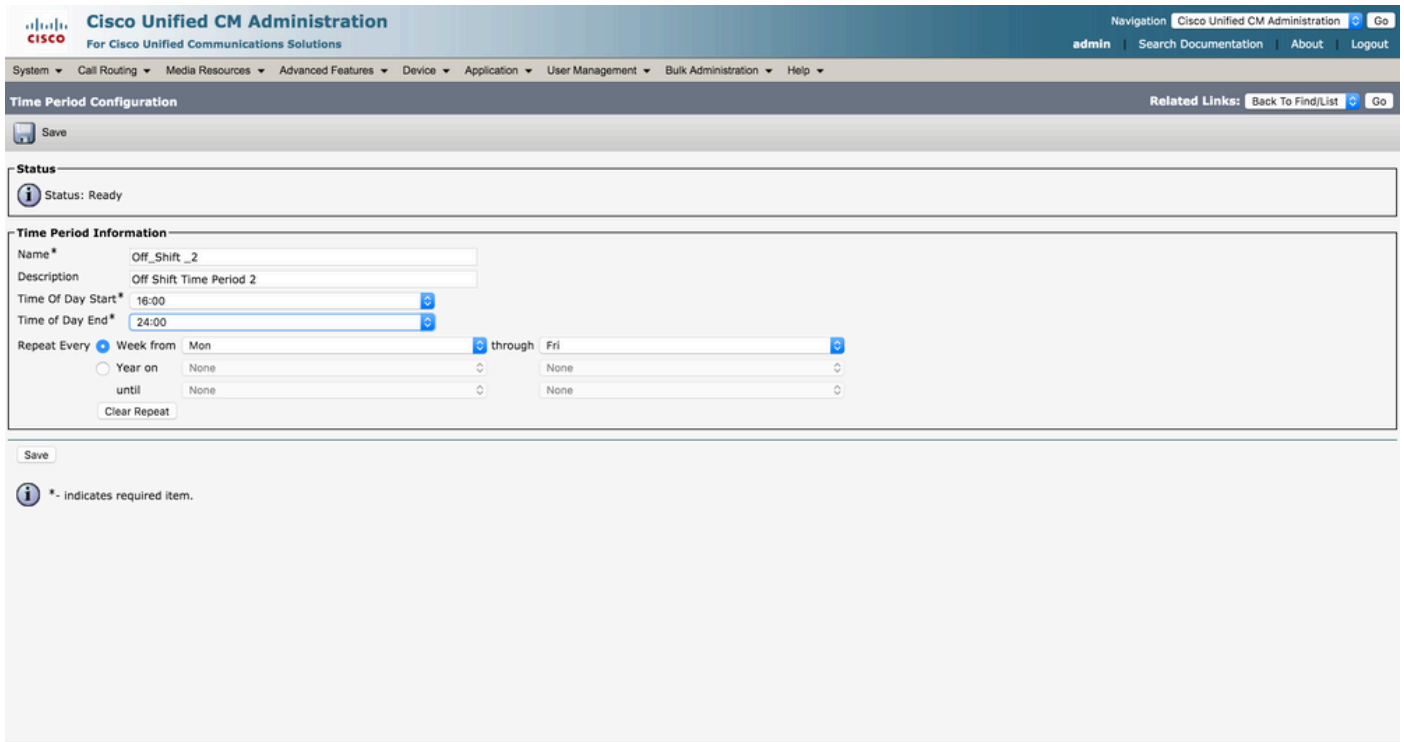 Cisco Unified CM Administration
Navigation Cisco Unified CM Administration Go
CISCO For Cisco Unified Communications Solutions
admin Search Documentation About Logout
System Call Routing Media Resources Advanced Features Device Application User Management Bulk Administration Help
Time Period Configuration Related Links: Back To Find/List Go
Save
Status
Status: Ready
Time Period Information
Name* Off_Shift _2
Description Off Shift Time Period 2
Time Of Day Start* 16:00
Time of Day End* 24:00
Repeat Every Week from Mon through Fri
Year on None None
until None None
Clear Repeat
Save
*- indicates required item.